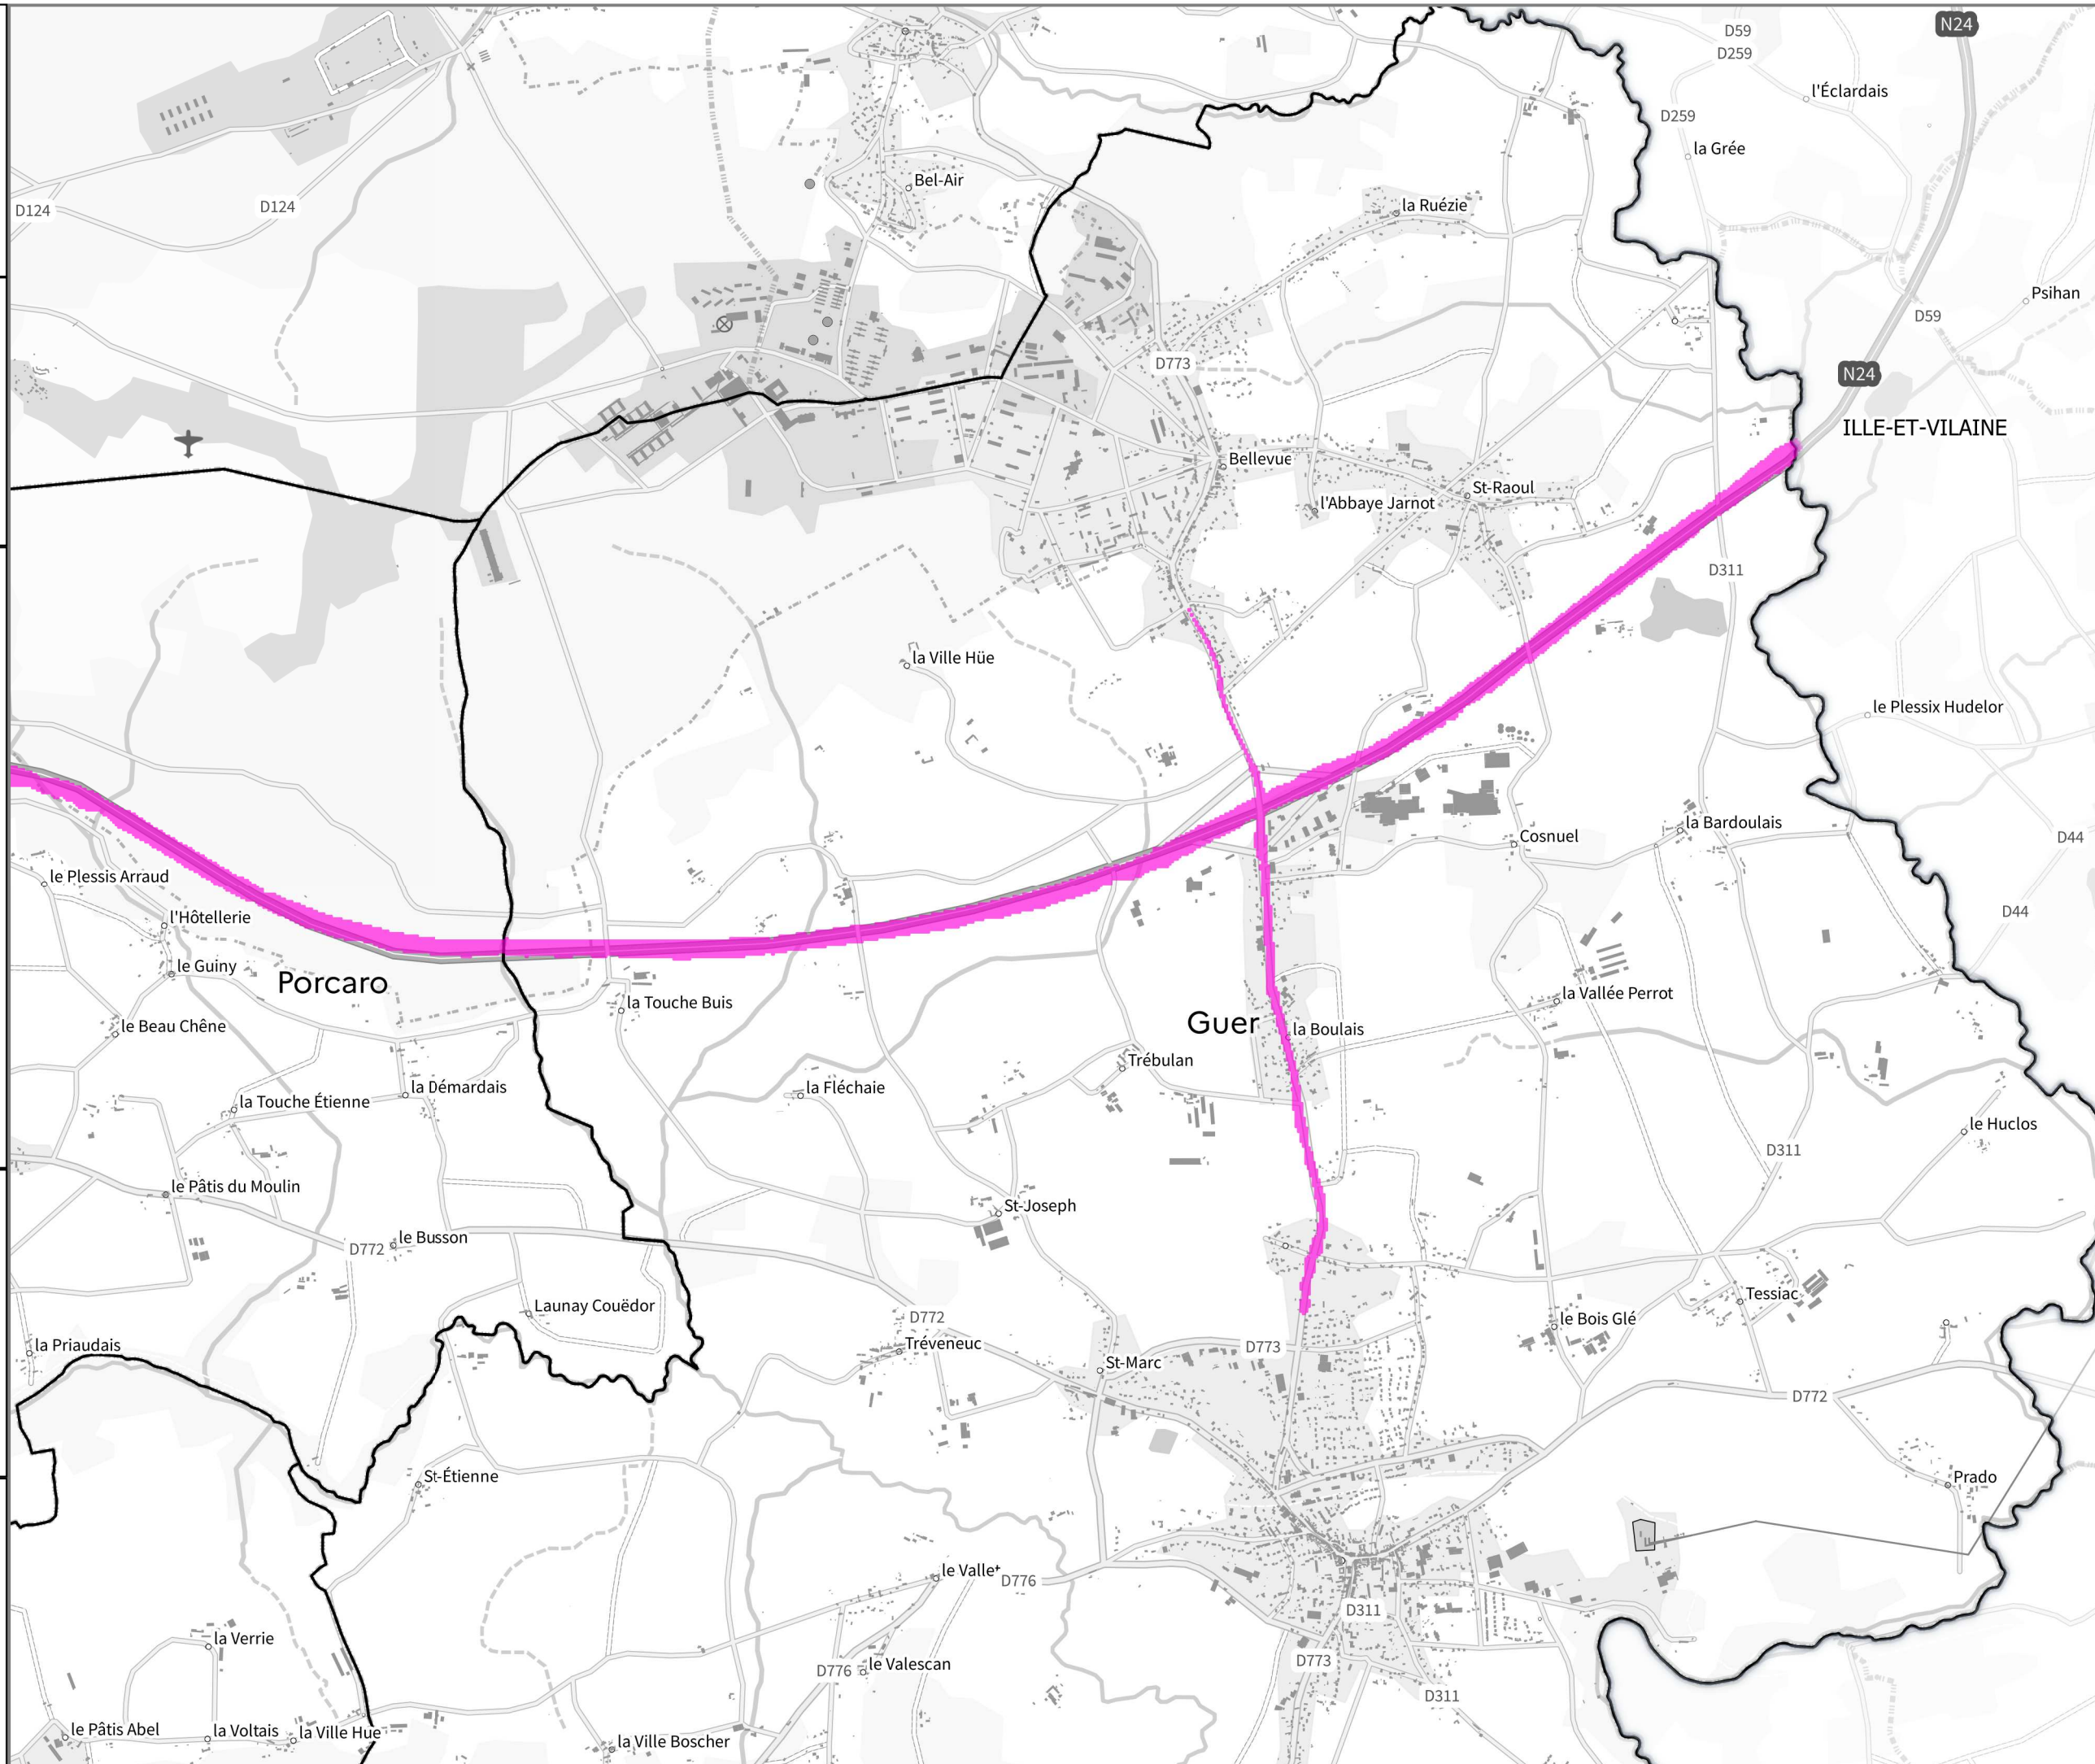 N24
D59
D259
l'Éclardais
D259
la Grée
Bel-Air
la Ruézie
D124
D124
Psihan
D59
D773
N24
ILLE-ET-VILAINE
Bellevue
St-Raoul
l'Abbaye Jarnot
D311
la Ville Hüe
le Plessix Hudelor
la Bardoulais
Cosnuel
D44
le Plessis Arraud
l'Hôtellerie
D44
le Guiny
Porcaro
la Vallée Perrot
la Touche Buis
Guer
le Beau Chêne
la Boulais
Trébulan
la Démardais
la Fléchaie
la Touche Étienne
le Huclos
D311
le Pâtis du Moulin
St-Joseph
le Busson
D772
Tessiac
Launay Couëdor
D772
le Bois Glé
la Priaudais
Tréveneuc
D773
St-Marc
D772
St-Étienne
Prado
le Vallet
D776
D311
la Verrie
D773
le Valescan
D776
D311
le Pâtis Abel
la Voltais
la Ville Hue
la Ville Boscher